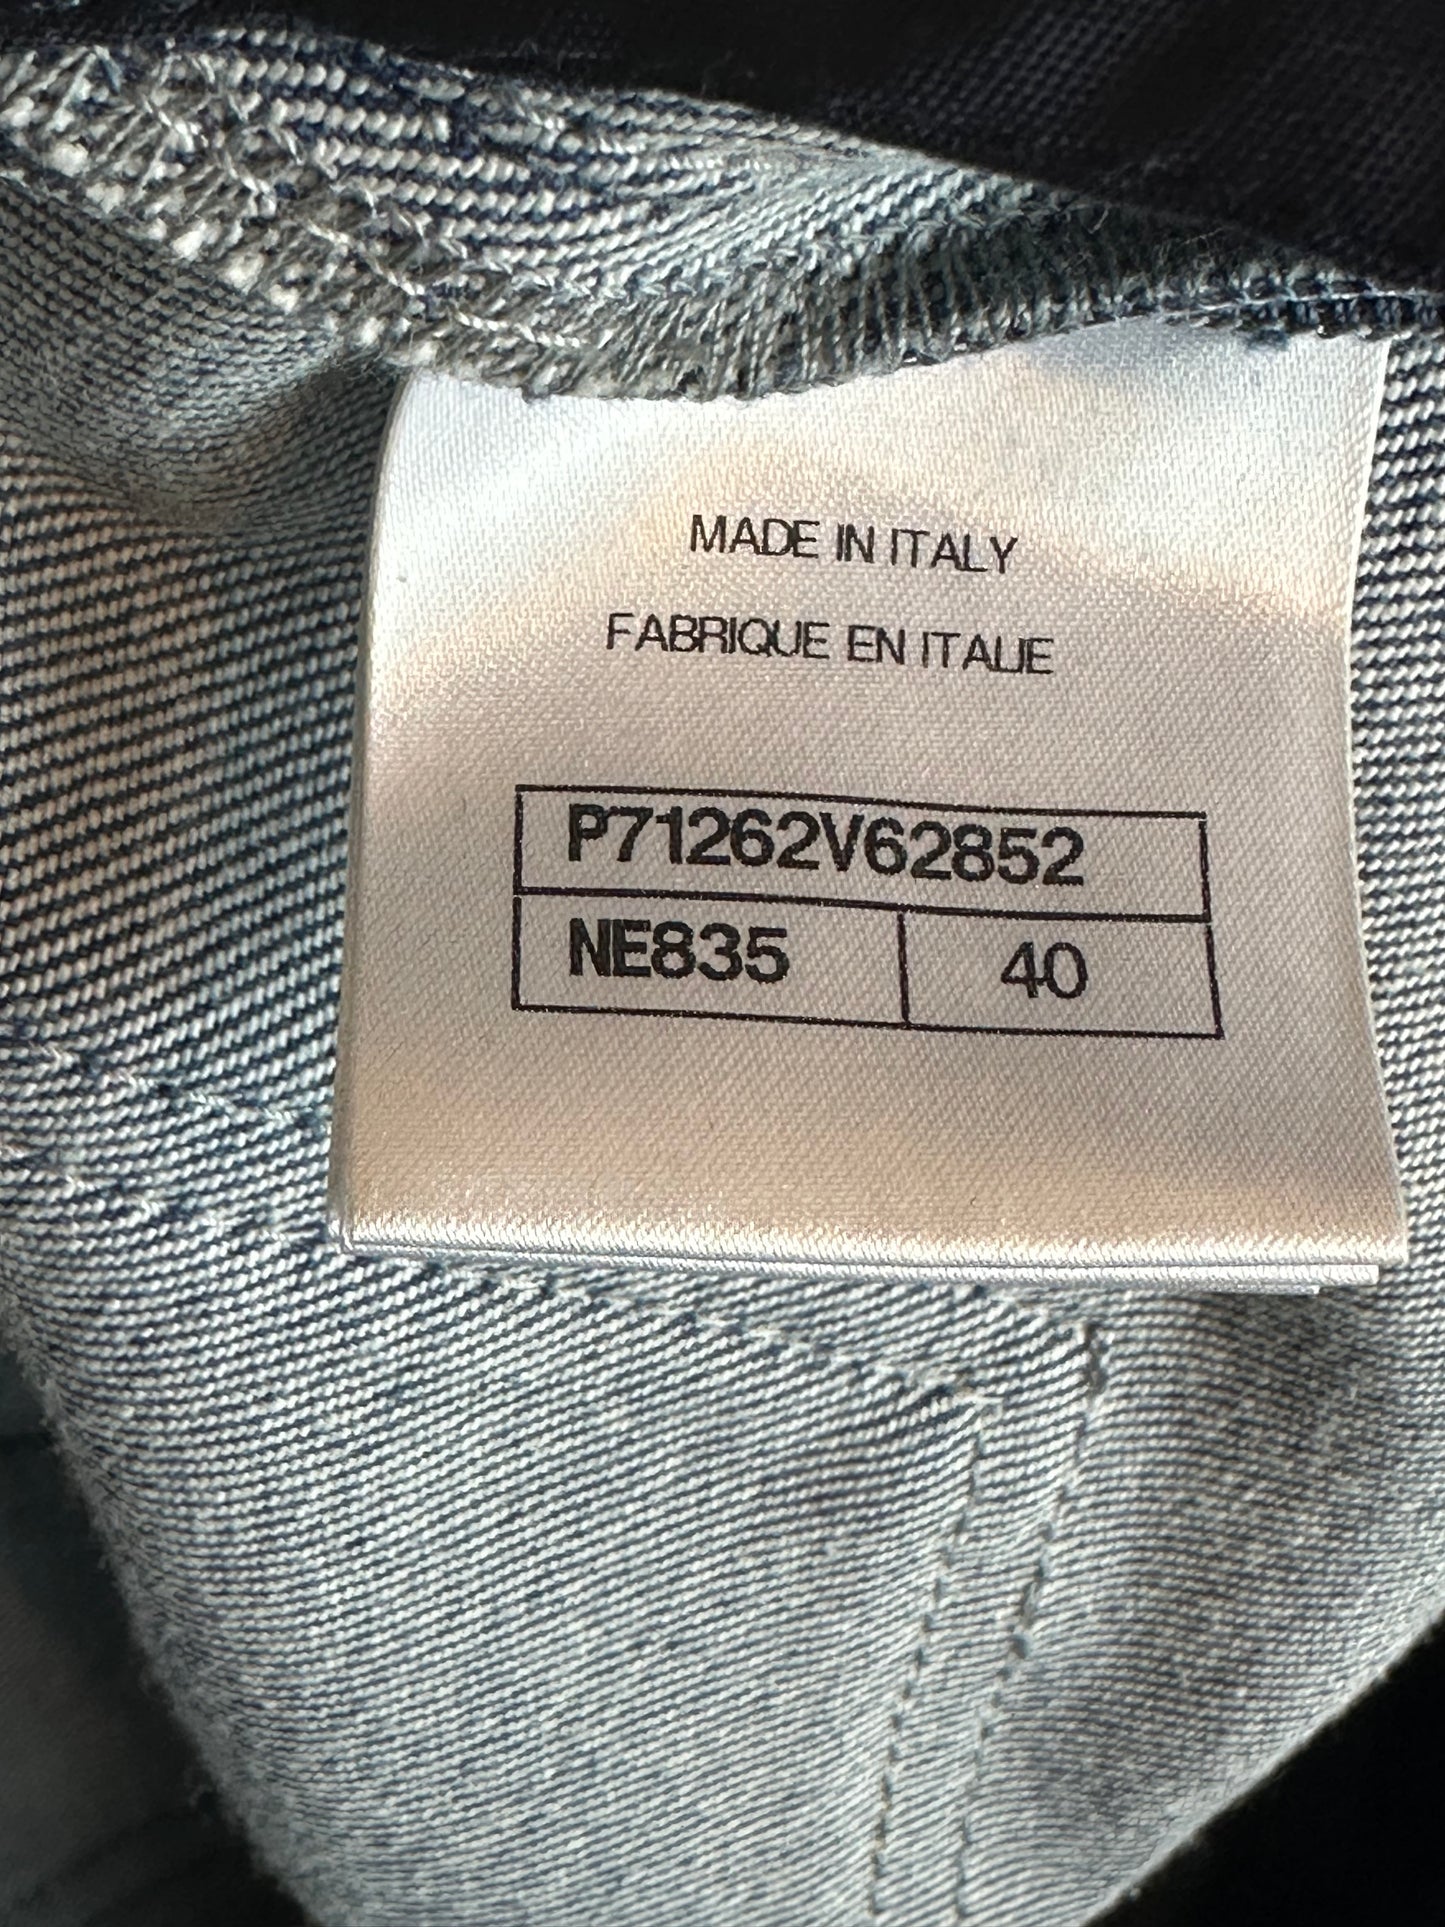 MADE IN ITALY
FABRIQUE EN ITALIE
P71262V62852
NE835 40